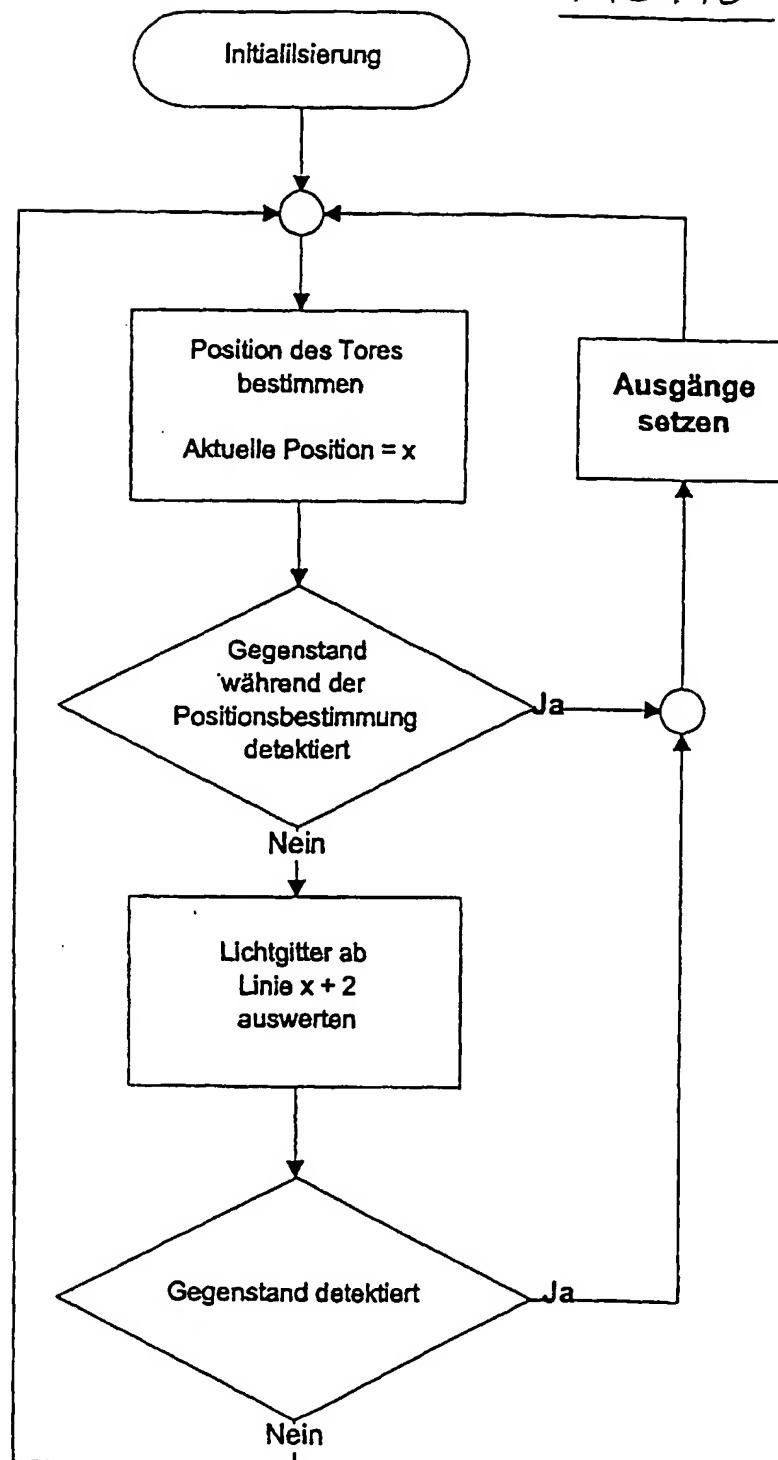 Initialilsierung
Position des Tores
bestimmen
Aktuelle Position = x
Ausgänge
setzen
Gegenstand
während der
Positionsbestimmung
detektiert
Ja
Nein
Lichtgitter ab
Linie x + 2
auswerten
Gegenstand detektiert
Ja
Nein